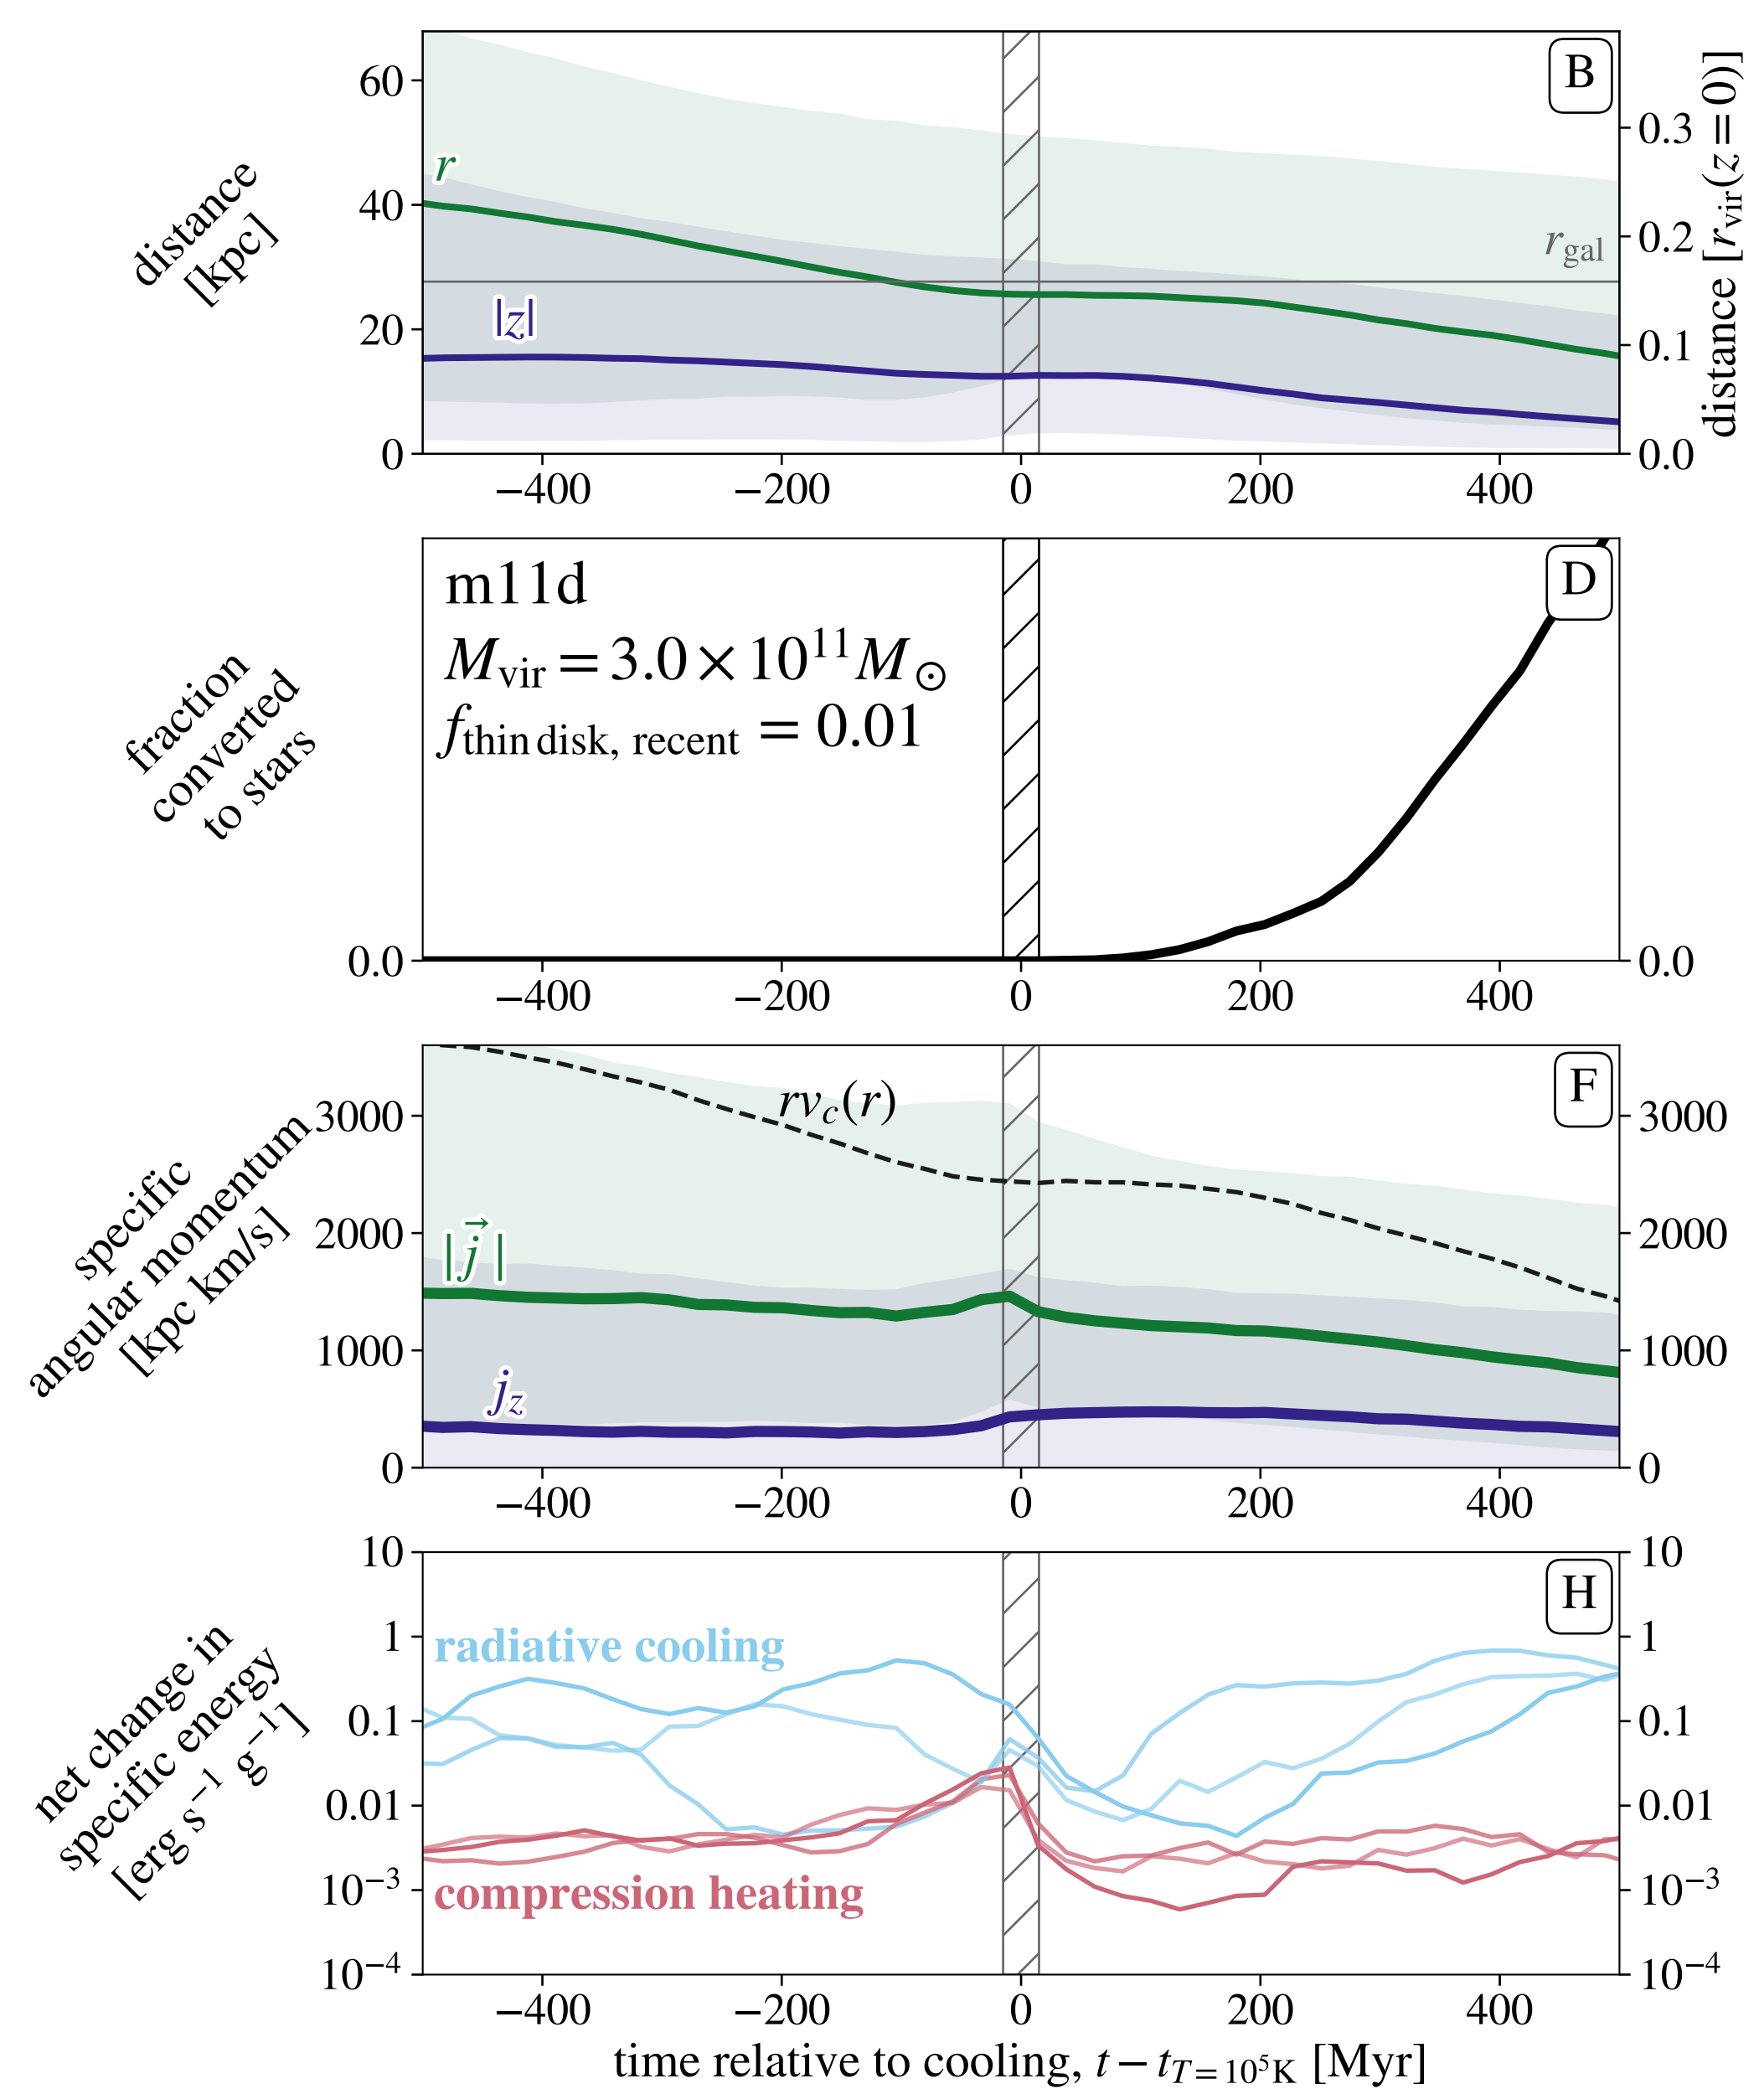 B
60
40
20
0
0.3
0.2
0.1
0.0
distance
[kpc]
distance [r_vir(z = 0)]
r
|z|
r_gal
−400 −200 0 200 400
D
m11d
M_vir = 3.0 × 10^11 M_⊙
f_thin disk, recent = 0.01
fraction
converted
to stars
0.0
0.0
−400 −200 0 200 400
F
3000
2000
1000
0
3000
2000
1000
0
specific
angular momentum
[kpc km/s]
rv_c(r)
|j⃗|
j_z
−400 −200 0 200 400
H
10
1
0.1
0.01
10^−3
10^−4
10
1
0.1
0.01
10^−3
10^−4
net change in
specific energy
[erg s^−1 g^−1]
radiative cooling
compression heating
−400 −200 0 200 400
time relative to cooling, t − t_T = 10^5 K [Myr]